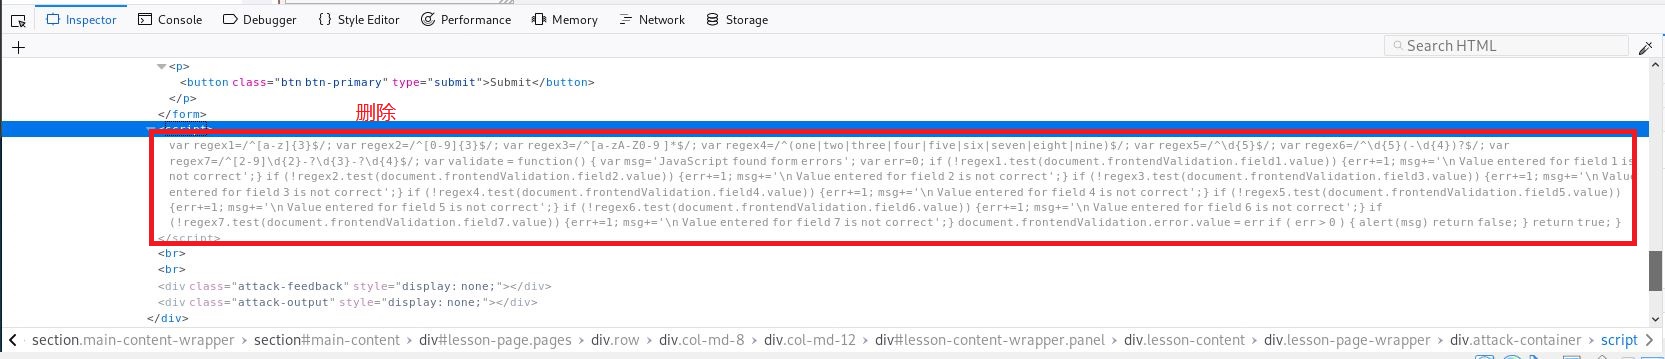 Inspector Console Debugger Style Editor Performance Memory Network Storage
+ Search HTML
<p>
<button class="btn btn-primary" type="submit">Submit</button>
</p>
</form>
删除
<script>
var regex1=/^[a-z]{3}$/; var regex2=/^[0-9]{3}$/; var regex3=/^[a-zA-Z0-9 ]*$/; var regex4=/^(one|two|three|four|five|six|seven|eight|nine)$/; var regex5=/^\d{5}$/; var regex6=/^\d{5}(-\d{4})?$/; var
regex7=/^[2-9]\d{2}-?\d{3}-?\d{4}$/; var validate = function() { var msg='JavaScript found form errors'; var err=0; if (!regex1.test(document.frontendValidation.field1.value)) {err+=1; msg+='\n Value entered for field 1 is
not correct';} if (!regex2.test(document.frontendValidation.field2.value)) {err+=1; msg+='\n Value entered for field 2 is not correct';} if (!regex3.test(document.frontendValidation.field3.value)) {err+=1; msg+='\n Value
entered for field 3 is not correct';} if (!regex4.test(document.frontendValidation.field4.value)) {err+=1; msg+='\n Value entered for field 4 is not correct';} if (!regex5.test(document.frontendValidation.field5.value))
{err+=1; msg+='\n Value entered for field 5 is not correct';} if (!regex6.test(document.frontendValidation.field6.value)) {err+=1; msg+='\n Value entered for field 6 is not correct';} if
(!regex7.test(document.frontendValidation.field7.value)) {err+=1; msg+='\n Value entered for field 7 is not correct';} document.frontendValidation.error.value = err if ( err > 0 ) { alert(msg) return false; } return true; }
</script>
<br>
<br>
<div class="attack-feedback" style="display: none;"></div>
<div class="attack-output" style="display: none;"></div>
</div>
section.main-content-wrapper > section#main-content > div#lesson-page.pages > div.row > div.col-md-8 > div.col-md-12 > div#lesson-content-wrapper.panel > div.lesson-content > div.lesson-page-wrapper > div.attack-container > script